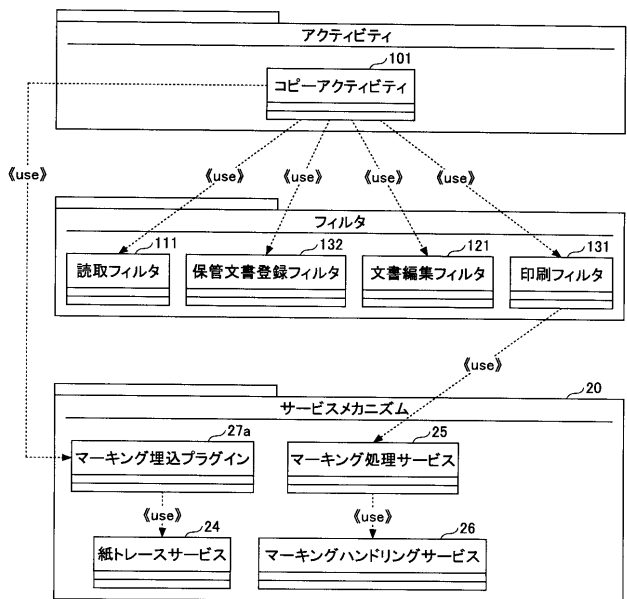 アクティビティ
101
コピーアクティビティ
《use》
《use》
《use》
《use》
《use》
フィルタ
111
132
121
131
読取フィルタ
保管文書登録フィルタ
文書編集フィルタ
印刷フィルタ
《use》
20
サービスメカニズム
27a
25
マーキング埋込プラグイン
マーキング処理サービス
《use》
《use》
24
26
紙トレースサービス
マーキングハンドリングサービス